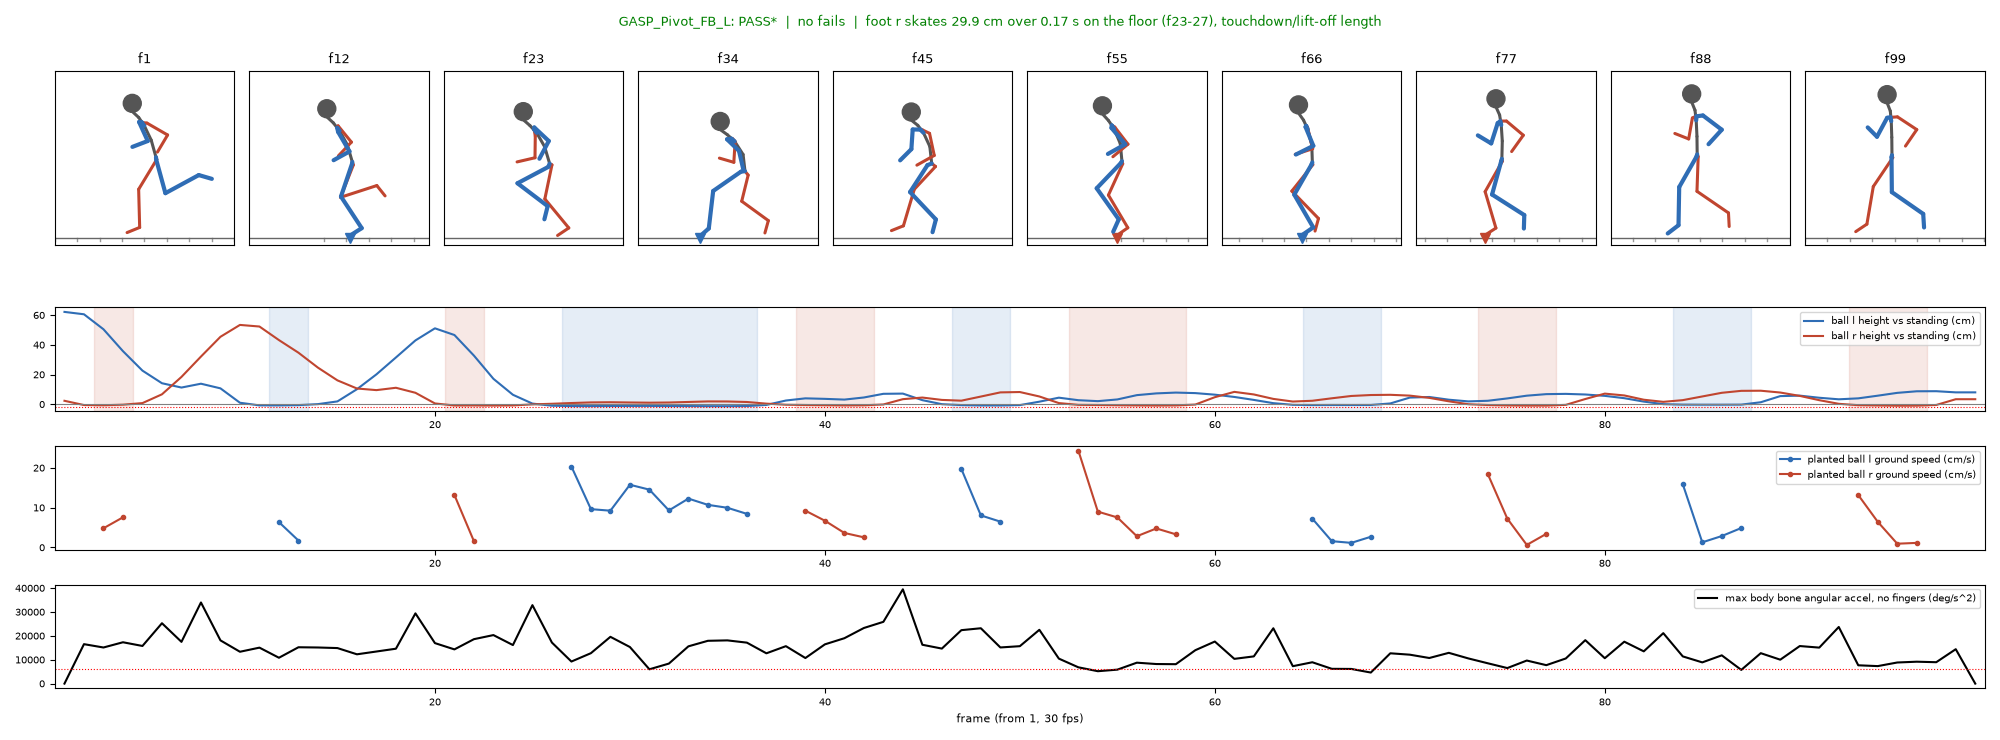 GASP_Pivot_FB_L: PASS* | no fails | foot r skates 29.9 cm over 0.17 s on the floor (f23-27), touchdown/lift-off length
f1 f12 f23 f34 f45 f55 f66 f77 f88 f99
60
40
20
0
ball l height vs standing (cm)
ball r height vs standing (cm)
20 40 60 80
20
10
0
planted ball l ground speed (cm/s)
planted ball r ground speed (cm/s)
20 40 60 80
40000
30000
20000
10000
0
max body bone angular accel, no fingers (deg/s^2)
20 40 60 80
frame (from 1, 30 fps)